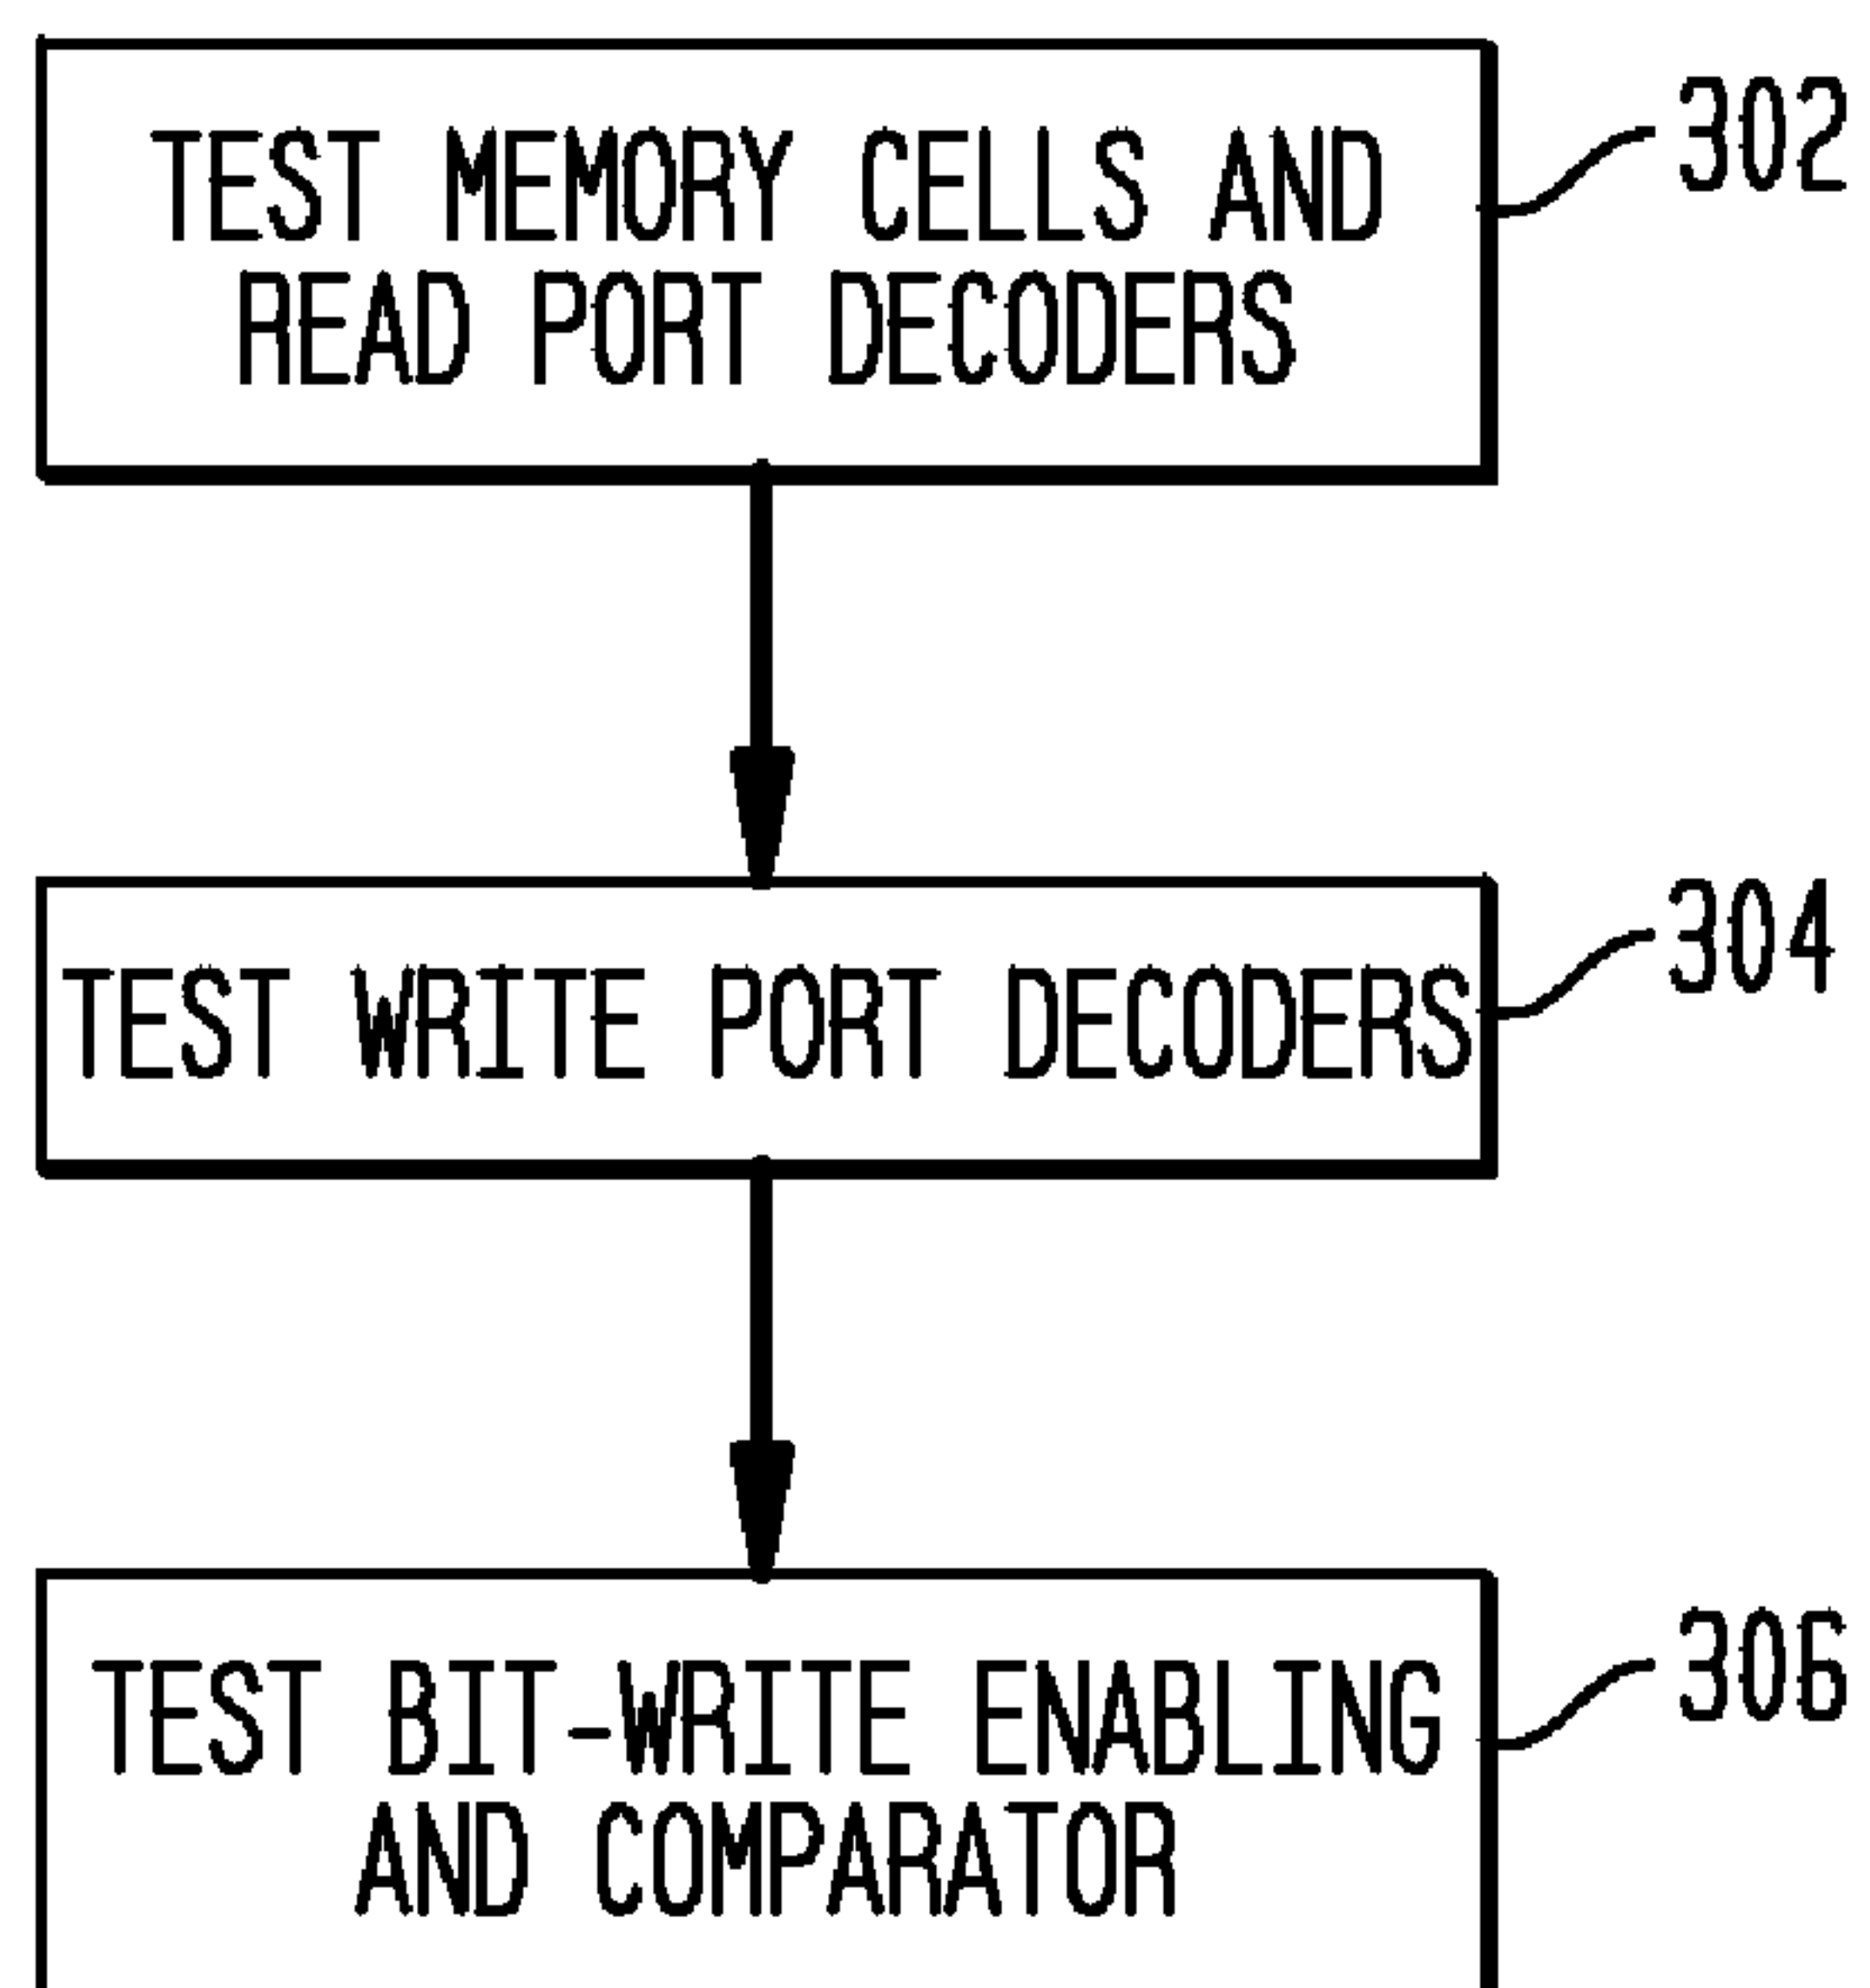 TEST MEMORY CELLS AND
READ PORT DECODERS
302
TEST WRITE PORT DECODERS
304
TEST BIT-WRITE ENABLING
AND COMPARATOR
306